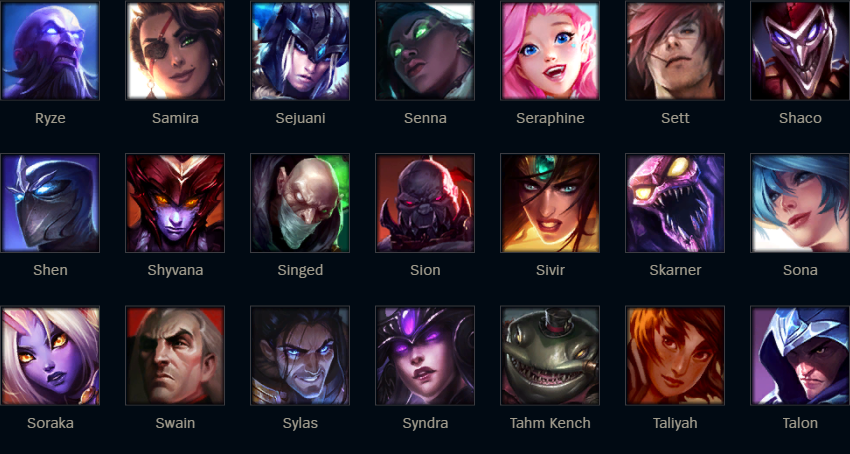 Ryze Samira Sejuani Senna Seraphine Sett Shaco
Shen Shyvana Singed Sion Sivir Skarner Sona
Soraka Swain Sylas Syndra Tahm Kench Taliyah Talon